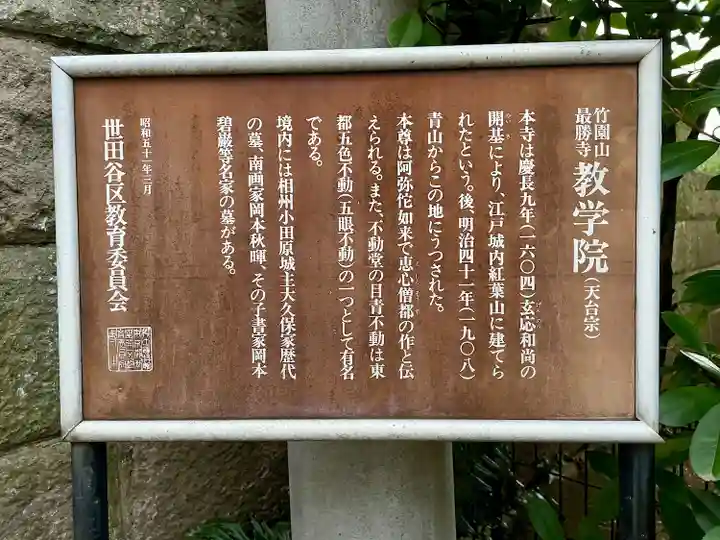 竹園山
最勝寺
教学院(天台宗)
本寺は慶長九年(一六〇四)玄応和尚の
開基により、江戸城内紅葉山に建てら
れたという。後、明治四十一年(一九〇八)
青山からこの地にうつされた。
本尊は阿弥陀如来で恵心僧都の作と伝
えられる。また、不動堂の目青不動は東
都五色不動(五眼不動)の一つとして有名
である。
境内には相州小田原城主大久保家歴代
の墓、南画家岡本秋暉、その子書家岡本
碧巌等名家の墓がある。
昭和五十一年三月
世田谷区教育委員会